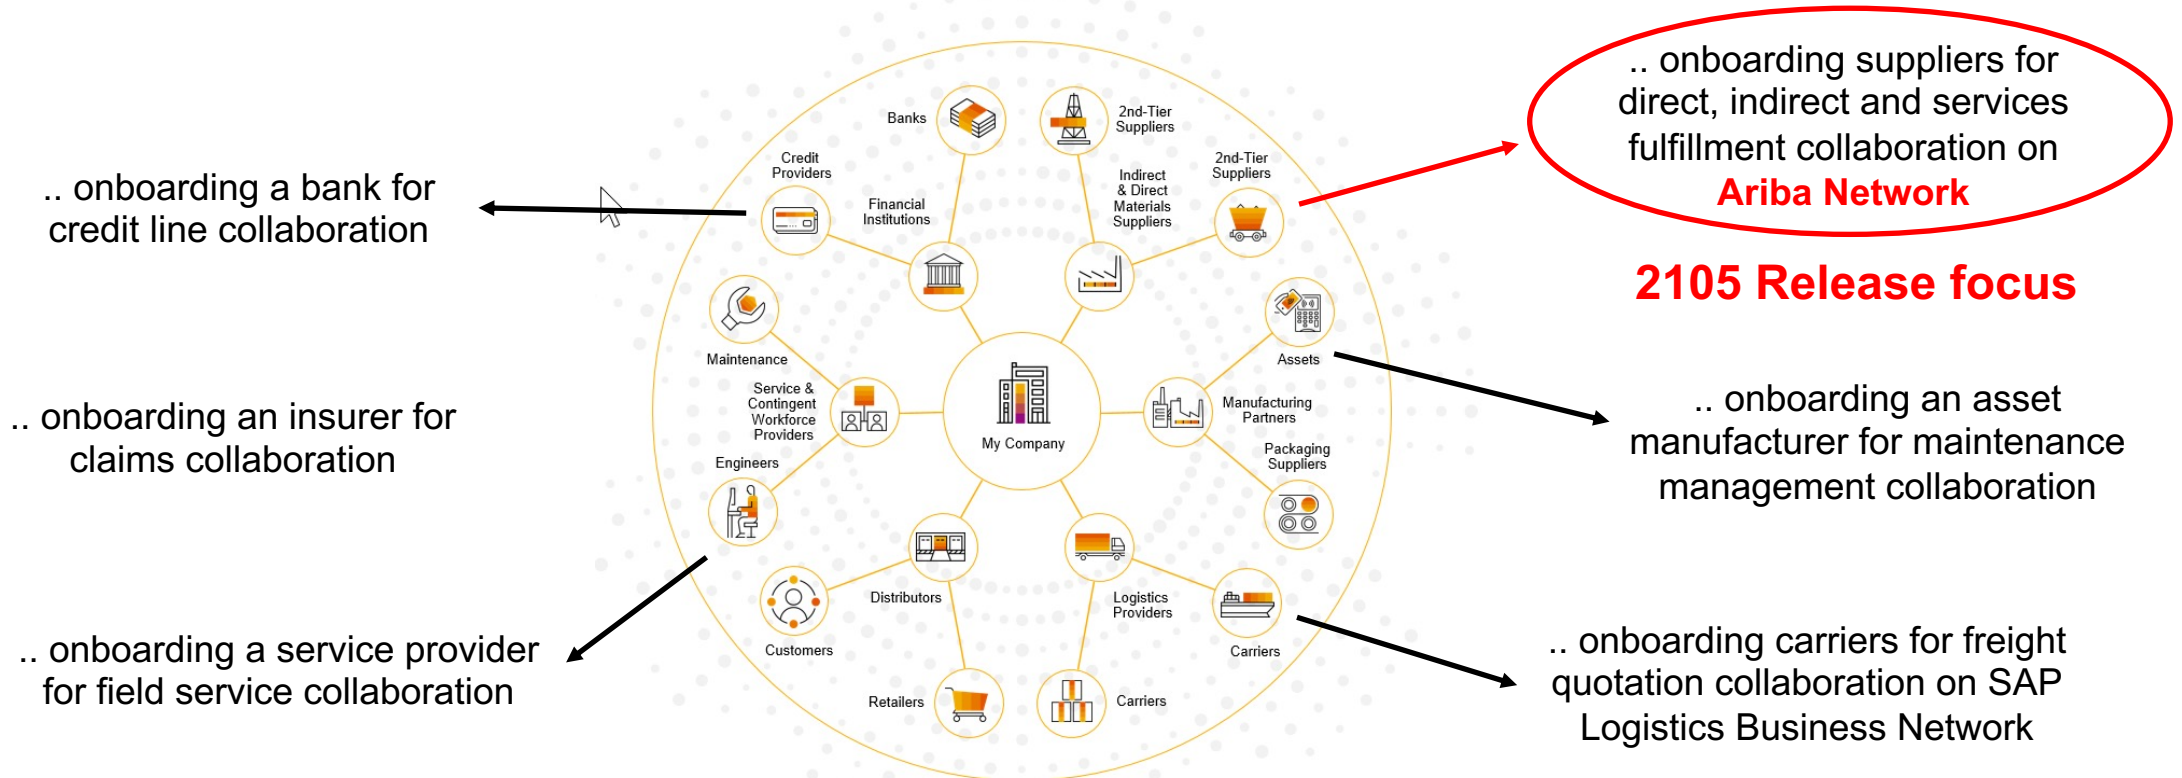 .. onboarding a bank for
credit line collaboration
.. onboarding an insurer for
claims collaboration
.. onboarding a service provider
for field service collaboration
Banks
2nd-Tier
Suppliers
Credit
Providers
2nd-Tier
Suppliers
Financial
Institutions
Indirect
& Direct
Materials
Suppliers
Maintenance
Assets
Service &
Contingent
Workforce
Providers
My Company
Manufacturing
Partners
Engineers
Packaging
Suppliers
Distributors
Logistics
Providers
Customers
Carriers
Retailers
Carriers
.. onboarding suppliers for
direct, indirect and services
fulfillment collaboration on
Ariba Network
2105 Release focus
.. onboarding an asset
manufacturer for maintenance
management collaboration
.. onboarding carriers for freight
quotation collaboration on SAP
Logistics Business Network